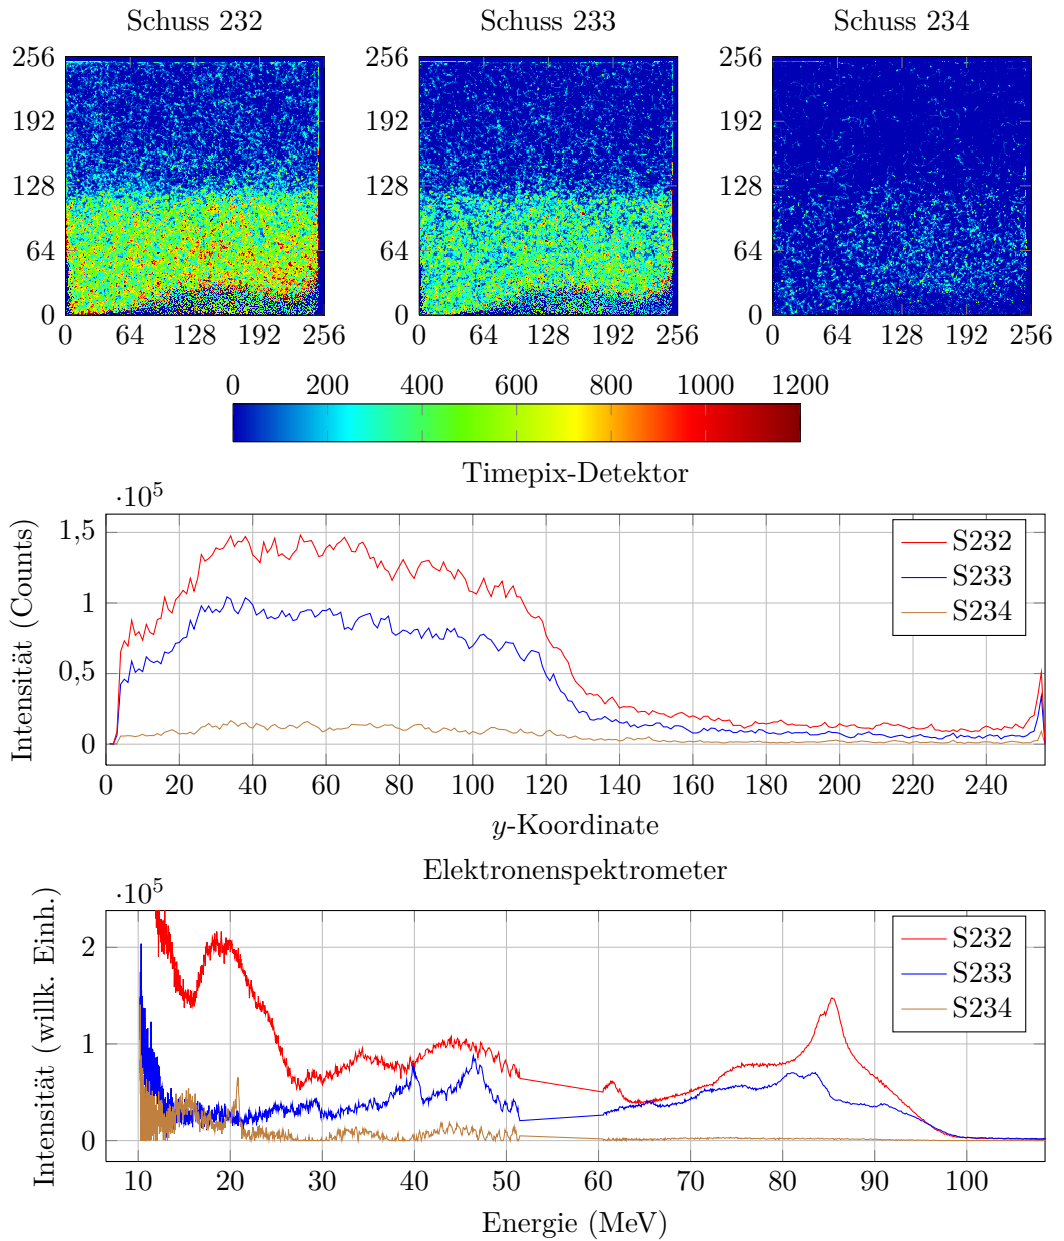 Schuss 232 Schuss 233 Schuss 234
256 256 256
192 192 192
128 128 128
64 64 64
0 0 0
0 64 128 192 256 0 64 128 192 256 0 64 128 192 256
0 200 400 600 800 1000 1200
Timepix-Detektor
·10^5
1,5
1
0,5
0
Intensität (Counts)
S232
S233
S234
0 20 40 60 80 100 120 140 160 180 200 220 240
y-Koordinate
Elektronenspektrometer
·10^5
2
1
0
Intensität (willk. Einh.)
S232
S233
S234
10 20 30 40 50 60 70 80 90 100
Energie (MeV)